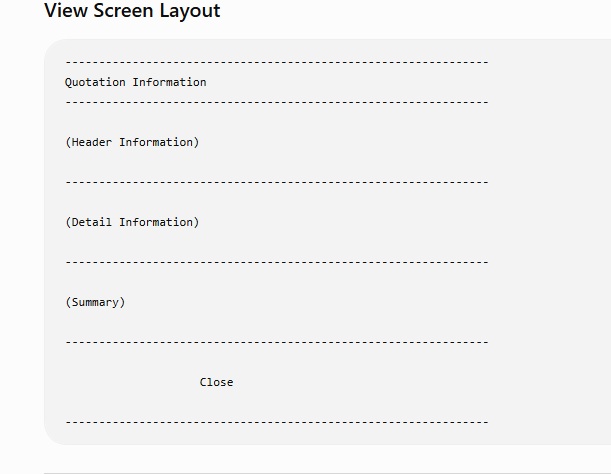 View Screen Layout
---------------------------------------------------------------
Quotation Information
---------------------------------------------------------------
(Header Information)
---------------------------------------------------------------
(Detail Information)
---------------------------------------------------------------
(Summary)
---------------------------------------------------------------
Close
---------------------------------------------------------------